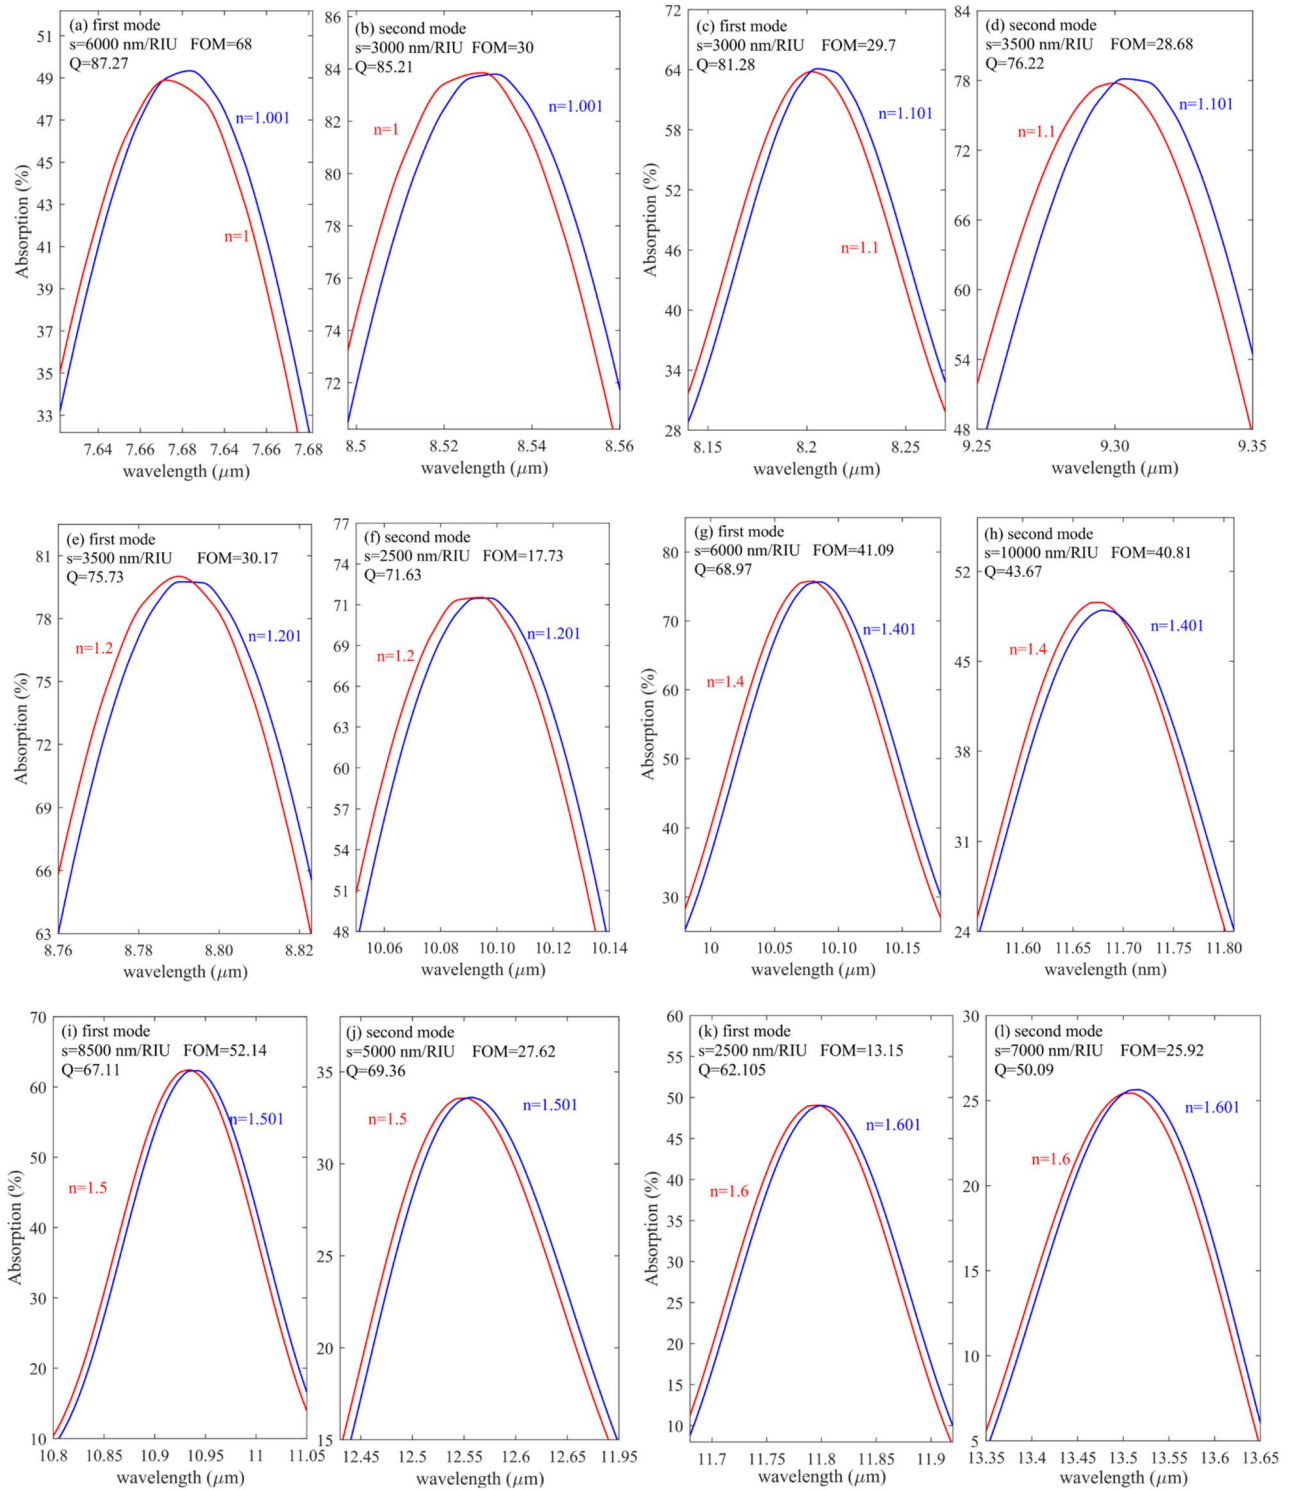 (a) first mode
s=6000 nm/RIU FOM=68
Q=87.27
n=1.001
n=1
51
49
47
45
43
41
39
37
35
33
Absorption (%)
7.64 7.66 7.68 7.64 7.66 7.68
wavelength (μm)
(b) second mode
s=3000 nm/RIU FOM=30
Q=85.21
n=1.001
n=1
86
84
82
80
78
76
74
72
8.5 8.52 8.54 8.56
wavelength (μm)
(c) first mode
s=3000 nm/RIU FOM=29.7
Q=81.28
n=1.101
n=1.1
72
64
58
52
46
40
34
28
Absorption (%)
8.15 8.2 8.25
wavelength (μm)
(d) second mode
s=3500 nm/RIU FOM=28.68
Q=76.22
n=1.101
n=1.1
84
78
72
66
60
54
48
9.25 9.30 9.35
wavelength (μm)
(e) first mode
s=3500 nm/RIU FOM=30.17
Q=75.73
n=1.201
n=1.2
81
78
75
72
69
66
63
Absorption (%)
8.76 8.78 8.80 8.82
wavelength (μm)
(f) second mode
s=2500 nm/RIU FOM=17.73
Q=71.63
n=1.201
n=1.2
77
74
71
69
66
63
60
57
54
51
48
10.06 10.08 10.10 10.14
wavelength (μm)
(g) first mode
s=6000 nm/RIU FOM=41.09
Q=68.97
n=1.401
n=1.4
80
70
60
50
40
30
Absorption (%)
10 10.05 10.1 10.15
wavelength (μm)
(h) second mode
s=10000 nm/RIU FOM=40.81
Q=43.67
n=1.401
n=1.4
52
45
38
31
24
11.60 11.65 11.70 11.75 11.80
wavelength (nm)
(i) first mode
s=8500 nm/RIU FOM=52.14
Q=67.11
n=1.501
n=1.5
70
60
50
40
30
20
10
Absorption (%)
10.8 10.85 10.9 10.95 11 11.05
wavelength (μm)
(j) second mode
s=5000 nm/RIU FOM=27.62
Q=69.36
n=1.501
n=1.5
35
30
25
20
15
12.45 12.5 12.55 12.6 12.65 11.95
wavelength (μm)
(k) first mode
s=2500 nm/RIU FOM=13.15
Q=62.105
n=1.601
n=1.6
60
55
50
45
40
35
30
25
20
15
10
Absorption (%)
11.7 11.75 11.8 11.85 11.9
wavelength (μm)
(l) second mode
s=7000 nm/RIU FOM=25.92
Q=50.09
n=1.601
n=1.6
30
25
20
15
10
5
13.35 13.4 13.45 13.5 13.55 13.6 13.65
wavelength (μm)